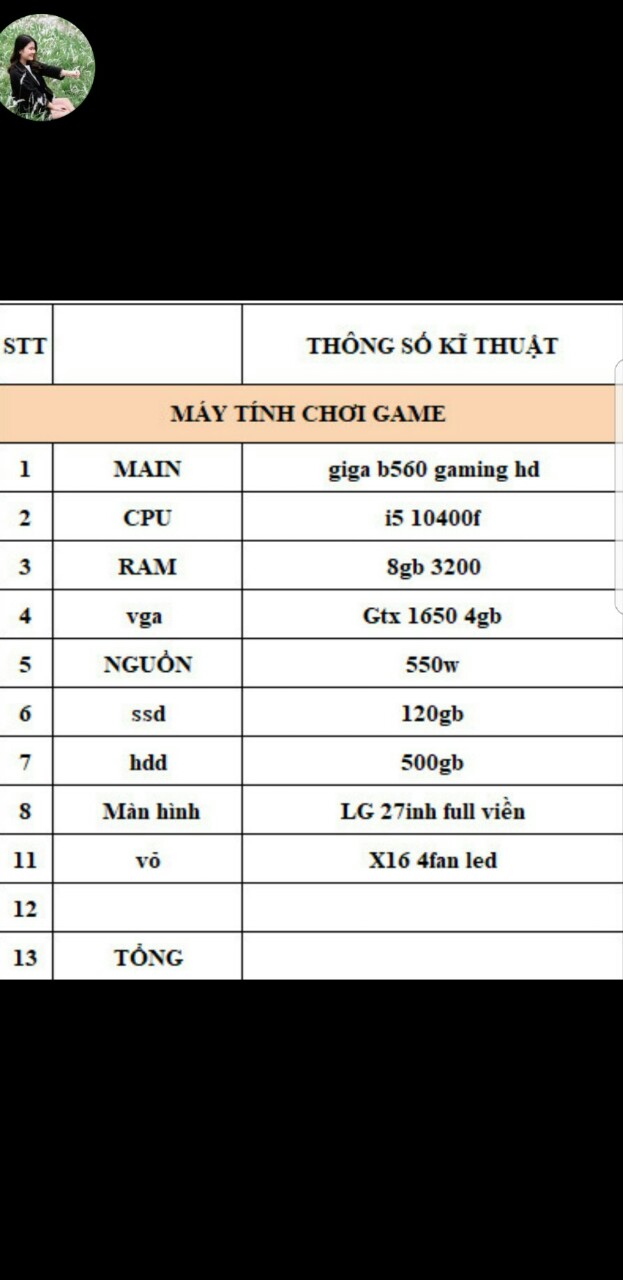 STT THÔNG SỐ KĨ THUẬT
MÁY TÍNH CHƠI GAME
1 MAIN giga b560 gaming hd
2 CPU i5 10400f
3 RAM 8gb 3200
4 vga Gtx 1650 4gb
5 NGUỒN 550w
6 ssd 120gb
7 hdd 500gb
8 Màn hình LG 27inh full viền
11 vỏ X16 4fan led
12
13 TỔNG